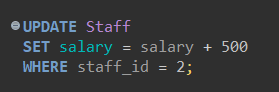 UPDATE Staff
SET salary = salary + 500
WHERE staff_id = 2;